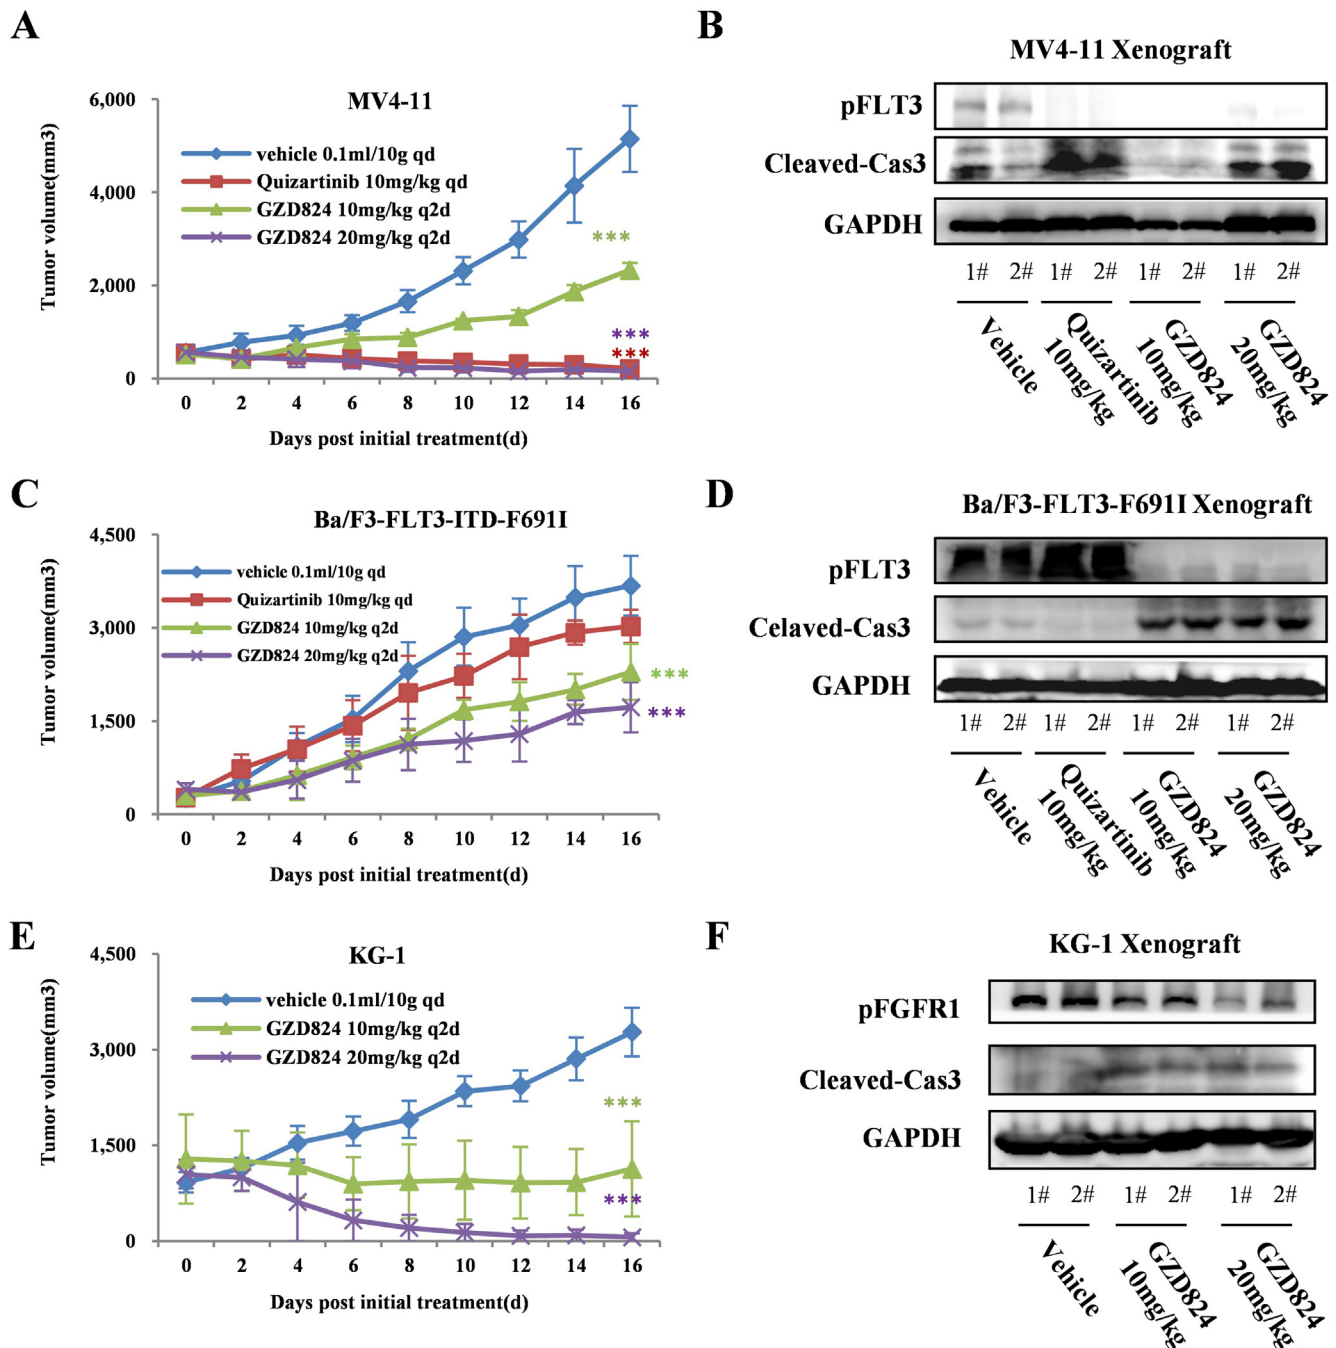 A
MV4-11
6,000
4,000
2,000
0
Tumor volume(mm3)
vehicle 0.1ml/10g qd
Quizartinib 10mg/kg qd
GZD824 10mg/kg q2d
GZD824 20mg/kg q2d
***
***
***
0 2 4 6 8 10 12 14 16
Days post initial treatment(d)
B
MV4-11 Xenograft
pFLT3
Cleaved-Cas3
GAPDH
1# 2# 1# 2# 1# 2# 1# 2#
Vehicle
Quizartinib
10mg/kg
GZD824
10mg/kg
GZD824
20mg/kg
C
Ba/F3-FLT3-ITD-F691I
4,500
3,000
1,500
0
Tumor volume(mm3)
vehicle 0.1ml/10g qd
Quizartinib 10mg/kg qd
GZD824 10mg/kg q2d
GZD824 20mg/kg q2d
***
***
0 2 4 6 8 10 12 14 16
Days post initial treatment(d)
D
Ba/F3-FLT3-F691I Xenograft
pFLT3
Celaved-Cas3
GAPDH
1# 2# 1# 2# 1# 2# 1# 2#
Vehicle
Quizartinib
10mg/kg
GZD824
10mg/kg
GZD824
20mg/kg
E
KG-1
4,500
3,000
1,500
0
Tumor volume(mm3)
vehicle 0.1ml/10g qd
GZD824 10mg/kg q2d
GZD824 20mg/kg q2d
***
***
0 2 4 6 8 10 12 14 16
Days post initial treatment(d)
F
KG-1 Xenograft
pFGFR1
Cleaved-Cas3
GAPDH
1# 2# 1# 2# 1# 2#
Vehicle
GZD824
10mg/kg
GZD824
20mg/kg